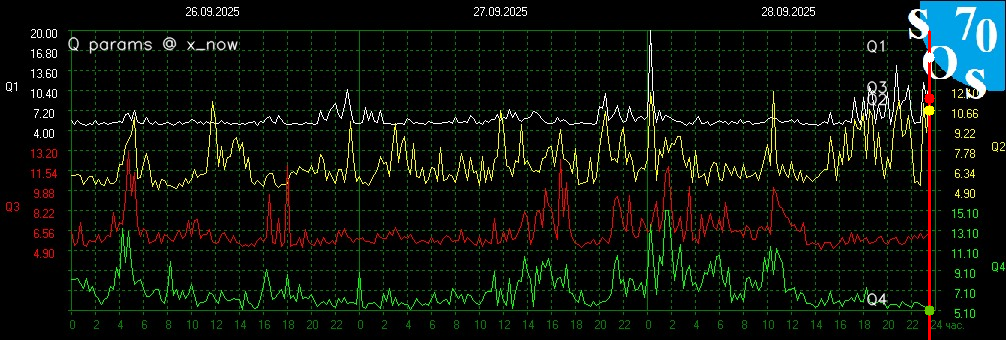 26.09.2025 27.09.2025 28.09.2025
SOS 70
Q params @ x_now
Q1
Q3
Q2
Q4
Q1
20.00
16.80
13.60
10.40
7.20
4.00
Q3
13.20
11.54
9.88
8.22
6.56
4.90
Q2
10.66
9.22
7.78
6.34
4.90
Q4
15.10
13.10
11.10
9.10
7.10
5.10
0 2 4 6 8 10 12 14 16 18 20 22 0 2 4 6 8 10 12 14 16 18 20 22 0 2 4 6 8 10 12 14 16 18 20 22 24 час.